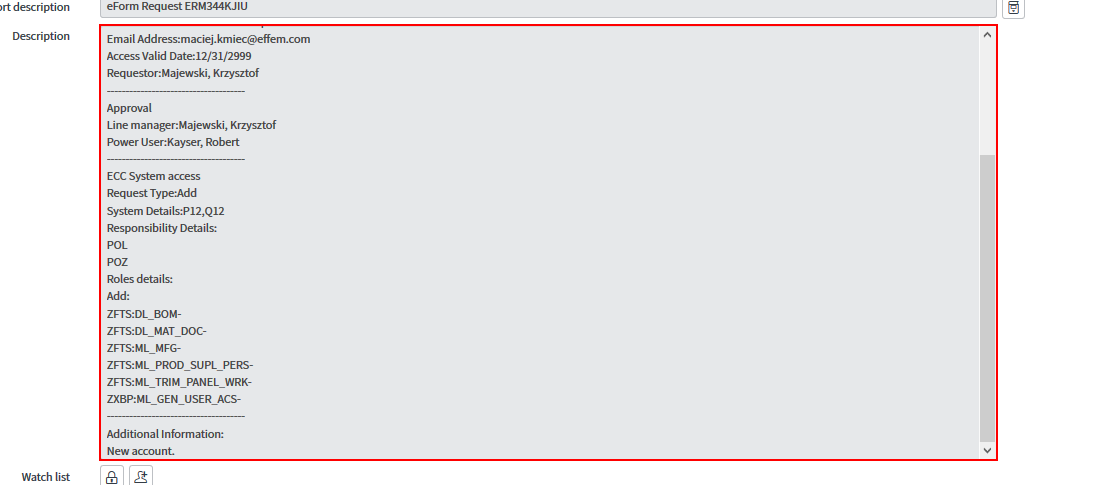 ort description
eForm Request ERM344KJIU
Description
Email Address:maciej.kmiec@effem.com
Access Valid Date:12/31/2999
Requestor:Majewski, Krzysztof
-------------------------------------
Approval
Line manager:Majewski, Krzysztof
Power User:Kayser, Robert
-------------------------------------
ECC System access
Request Type:Add
System Details:P12,Q12
Responsibility Details:
POL
POZ
Roles details:
Add:
ZFTS:DL_BOM-
ZFTS:DL_MAT_DOC-
ZFTS:ML_MFG-
ZFTS:ML_PROD_SUPL_PERS-
ZFTS:ML_TRIM_PANEL_WRK-
ZXBP:ML_GEN_USER_ACS-
-------------------------------------
Additional Information:
New account.
Watch list